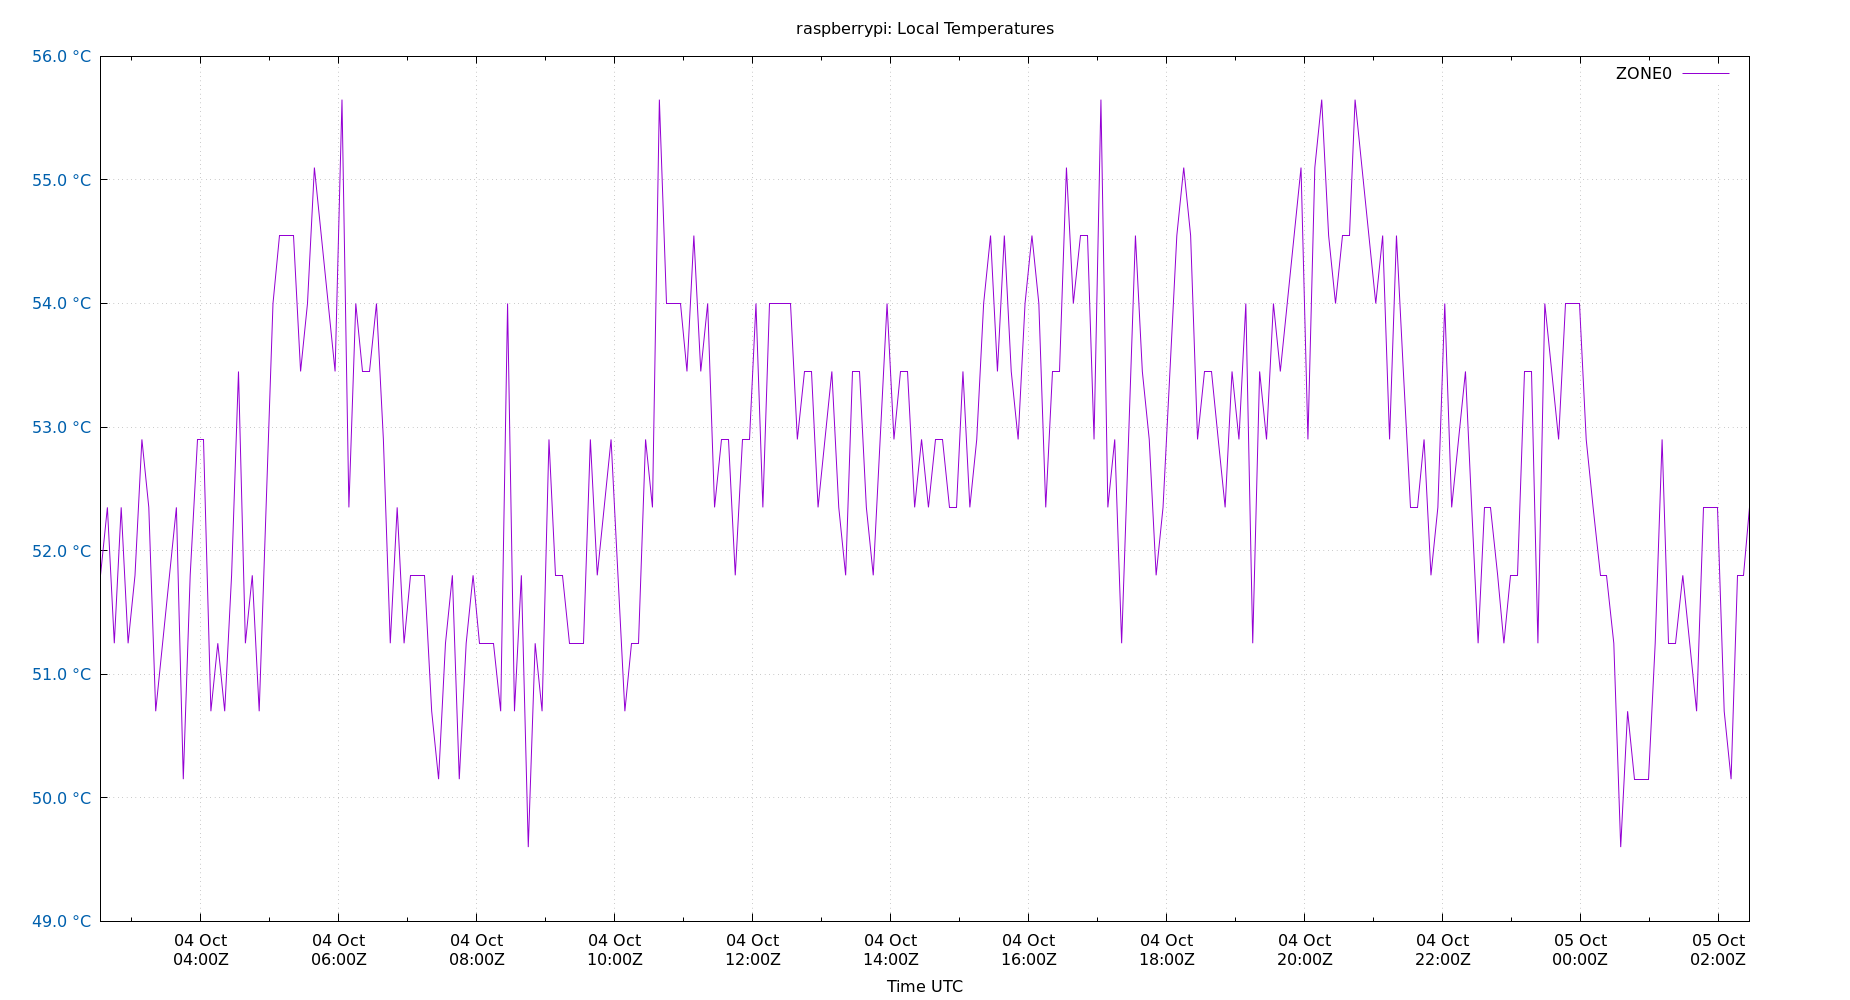 raspberrypi: Local Temperatures
56.0 °C
55.0 °C
54.0 °C
53.0 °C
52.0 °C
51.0 °C
50.0 °C
49.0 °C
ZONE0
04 Oct 04 Oct 04 Oct 04 Oct 04 Oct 04 Oct 04 Oct 04 Oct 04 Oct 04 Oct 05 Oct 05 Oct
04:00Z 06:00Z 08:00Z 10:00Z 12:00Z 14:00Z 16:00Z 18:00Z 20:00Z 22:00Z 00:00Z 02:00Z
Time UTC